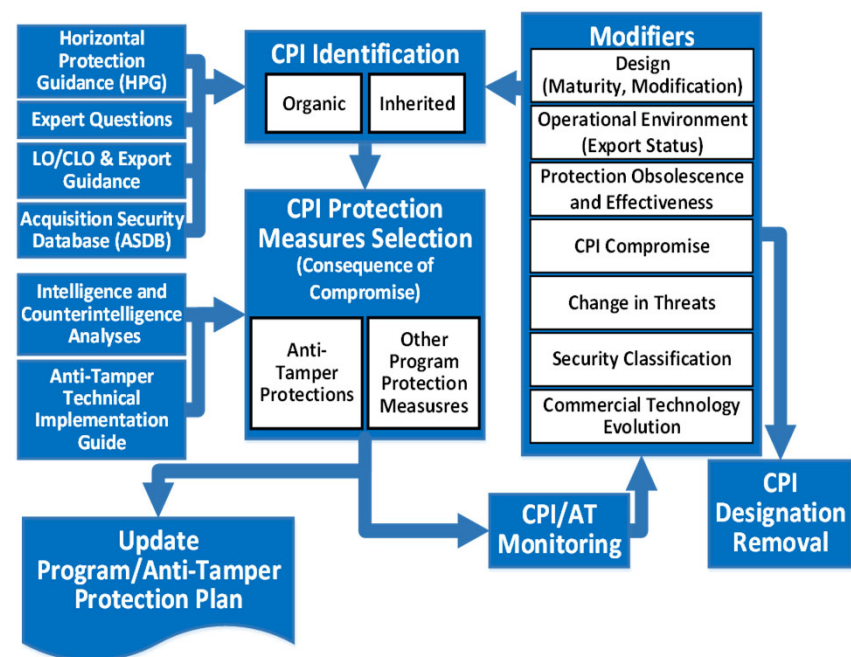 Horizontal
Protection
Guidance (HPG)
Expert Questions
LO/CLO & Export
Guidance
Acquisition Security
Database (ASDB)
Intelligence and
Counterintelligence
Analyses
Anti-Tamper
Technical
Implementation
Guide
CPI Identification
Organic
Inherited
CPI Protection
Measures Selection
(Consequence of
Compromise)
Anti-
Tamper
Protections
Other
Program
Protection
Measusres
Modifiers
Design
(Maturity, Modification)
Operational Environment
(Export Status)
Protection Obsolescence
and Effectiveness
CPI Compromise
Change in Threats
Security Classification
Commercial Technology
Evolution
Update
Program/Anti-Tamper
Protection Plan
CPI/AT
Monitoring
CPI
Designation
Removal